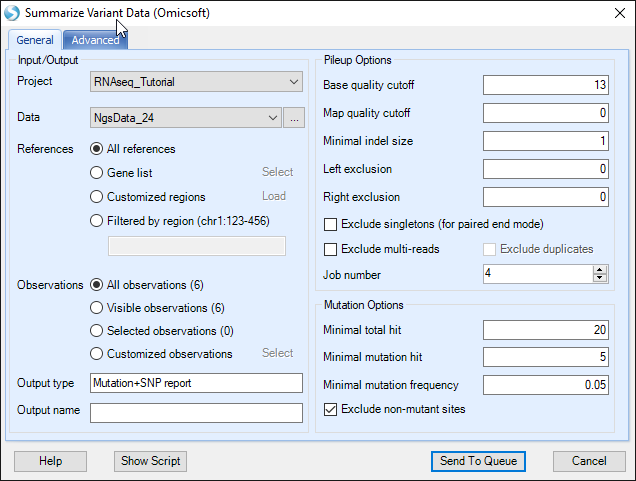 Summarize Variant Data (Omicsoft)
General
Advanced
Input/Output
Project
RNAseq_Tutorial
Data
NgsData_24
...
References
All references
Gene list
Select
Customized regions
Load
Filtered by region (chr1:123-456)
Observations
All observations (6)
Visible observations (6)
Selected observations (0)
Customized observations
Select
Output type
Mutation+SNP report
Output name
Pileup Options
Base quality cutoff
13
Map quality cutoff
0
Minimal indel size
1
Left exclusion
0
Right exclusion
0
Exclude singletons (for paired end mode)
Exclude multi-reads
Exclude duplicates
Job number
4
Mutation Options
Minimal total hit
20
Minimal mutation hit
5
Minimal mutation frequency
0.05
Exclude non-mutant sites
Help
Show Script
Send To Queue
Cancel